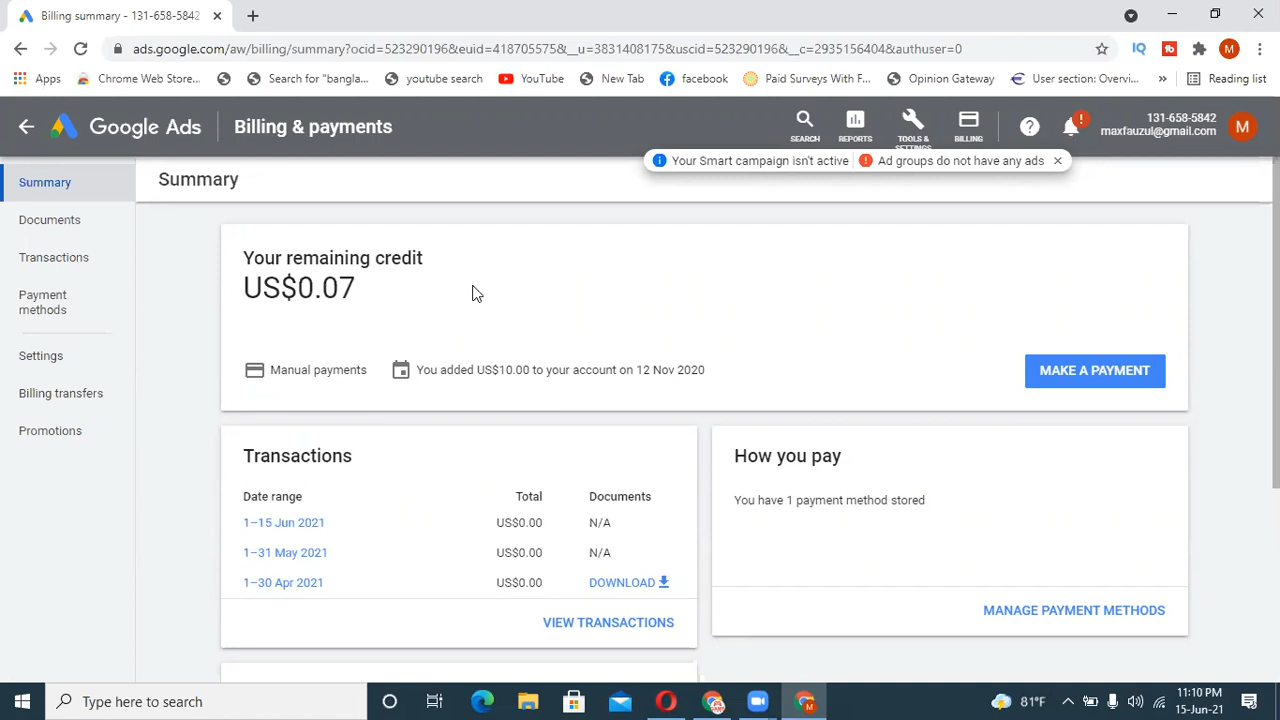 Billing summary - 131-658-5842
ads.google.com/aw/billing/summary?ocid=523290196&euid=418705575&__u=3831408175&uscid=523290196&__c=2935156404&authuser=0
IQ
M
Apps
Chrome Web Store...
Search for "bangla...
youtube search
YouTube
New Tab
facebook
Paid Surveys With F...
Opinion Gateway
User section: Overvi...
»
Reading list
Google Ads
Billing & payments
SEARCH
REPORTS
TOOLS &
SETTINGS
BILLING
131-658-5842
maxfauzul@gmail.com
M
Your Smart campaign isn't active
Ad groups do not have any ads
Summary
Documents
Transactions
Payment
methods
Settings
Billing transfers
Promotions
Summary
Your remaining credit
US$0.07
Manual payments
You added US$10.00 to your account on 12 Nov 2020
MAKE A PAYMENT
Transactions
Date range Total Documents
1–15 Jun 2021 US$0.00 N/A
1–31 May 2021 US$0.00 N/A
1–30 Apr 2021 US$0.00 DOWNLOAD
VIEW TRANSACTIONS
How you pay
You have 1 payment method stored
MANAGE PAYMENT METHODS
Type here to search
81°F
11:10 PM
15-Jun-21